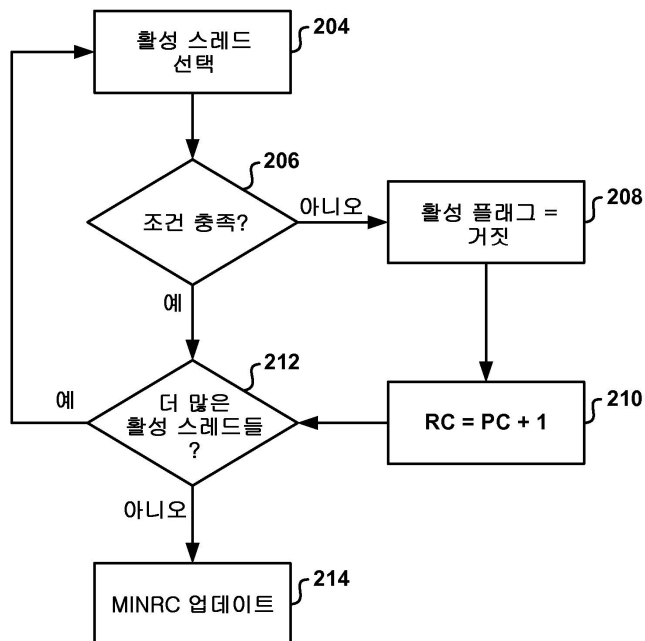 활성 스레드
선택
204
206
조건 충족?
아니오
활성 플래그 =
거짓
208
예
212
더 많은
활성 스레드들
?
예
RC = PC + 1
210
아니오
214
MINRC 업데이트